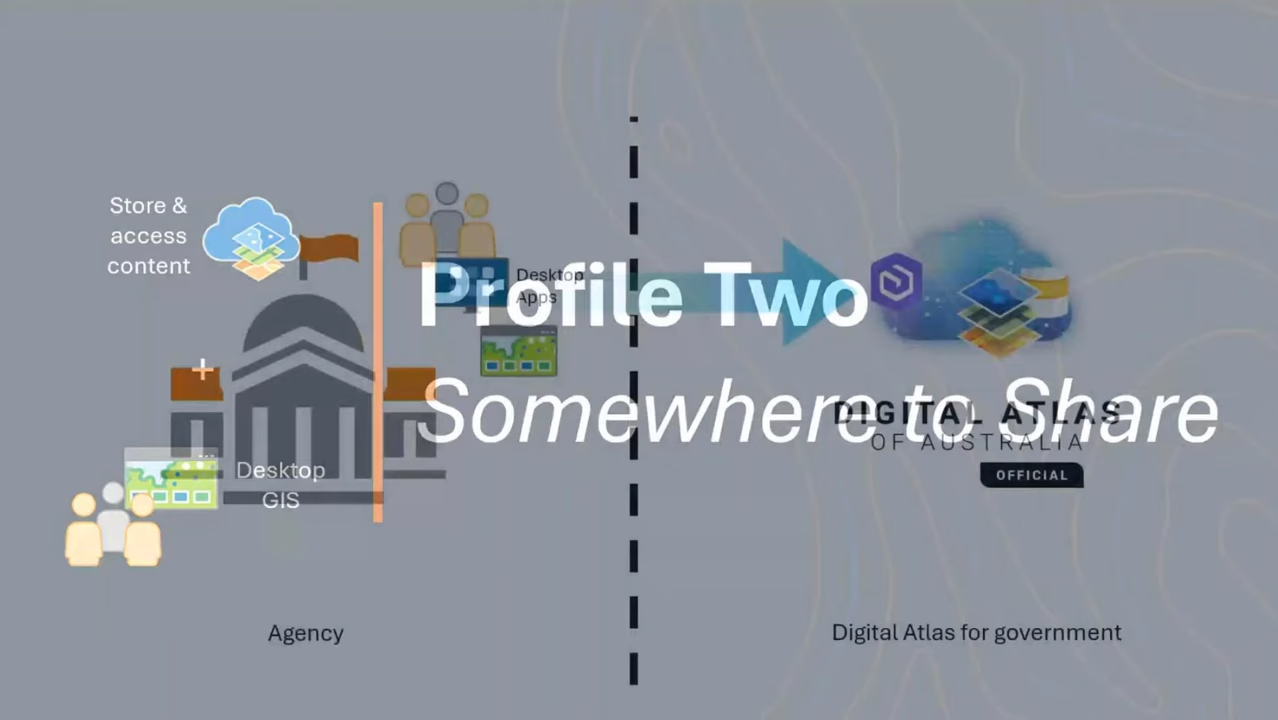 Store &
access
content
Desktop
Apps
Profile Two
Somewhere to Share
DIGITAL ATLAS
OF AUSTRALIA
OFFICIAL
Desktop
GIS
Agency
Digital Atlas for government